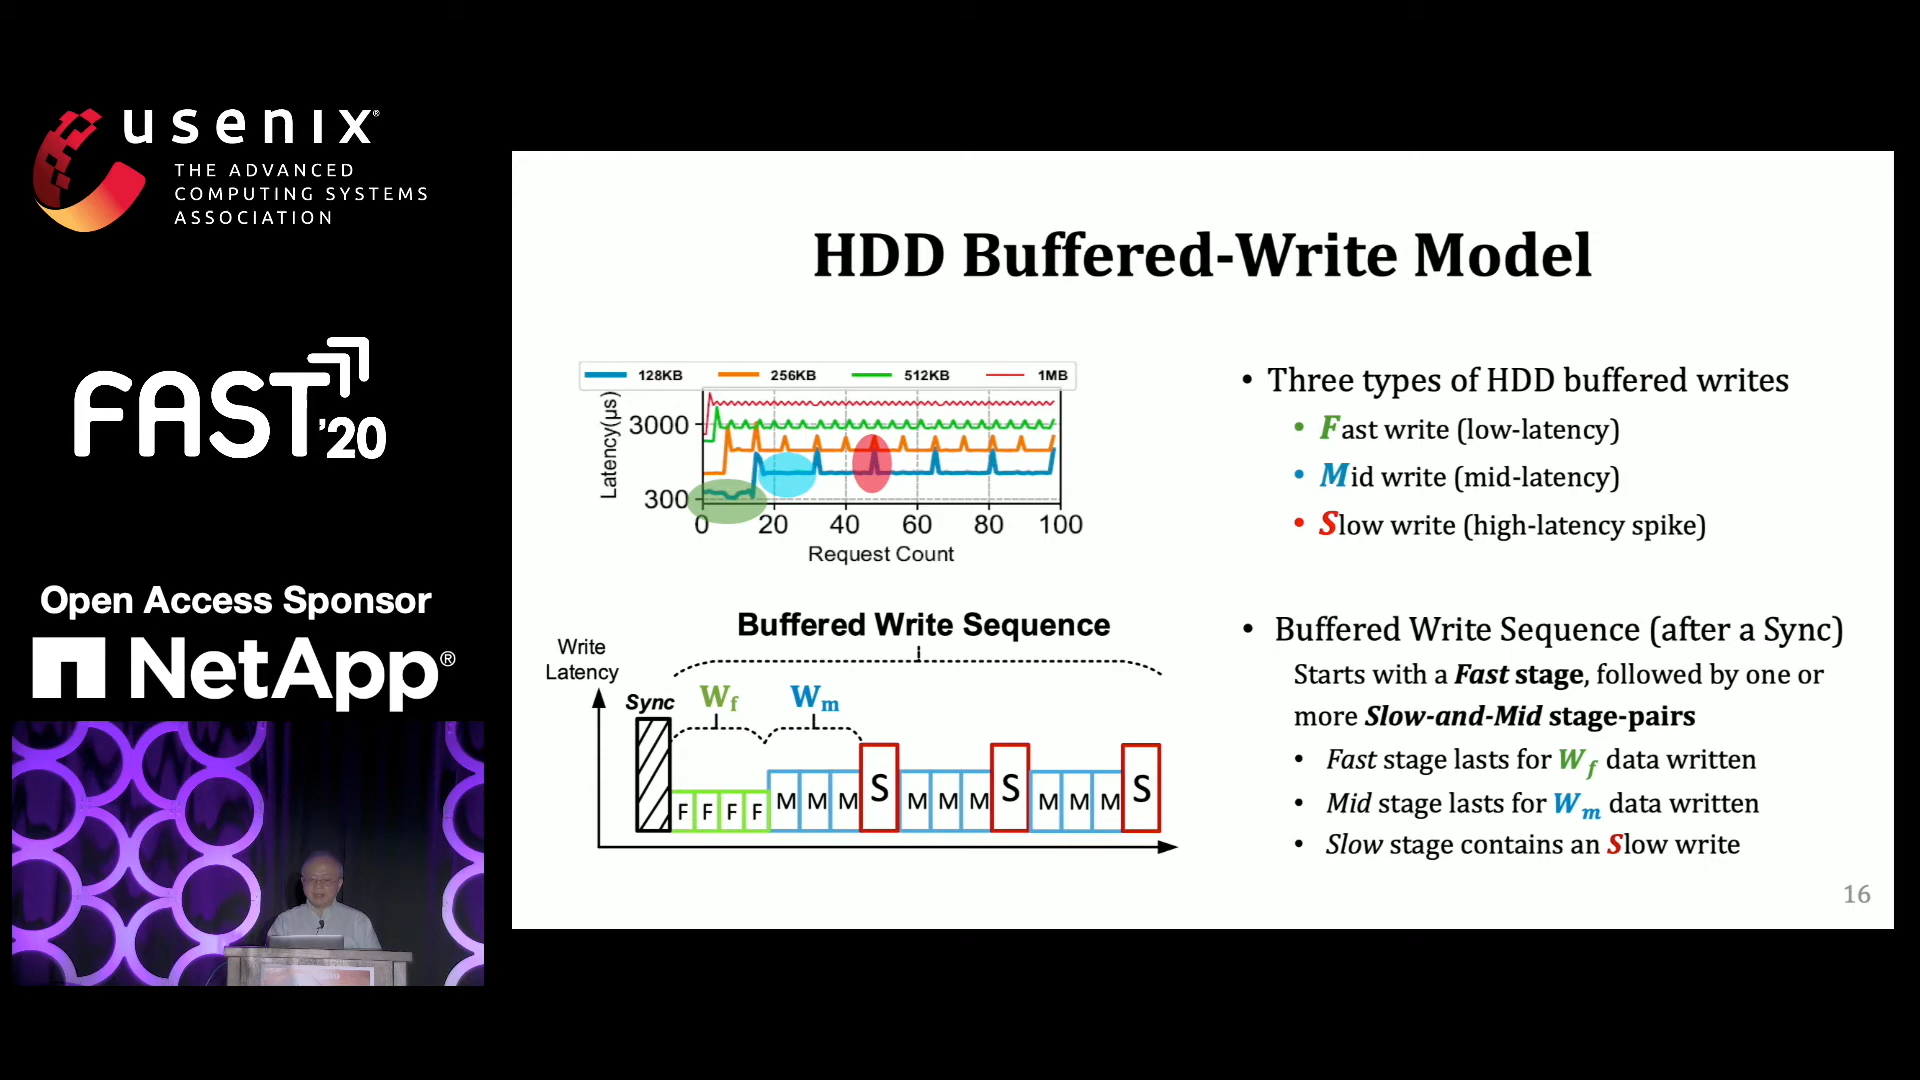 usenix®
THE ADVANCED
COMPUTING SYSTEMS
ASSOCIATION
FAST '20
Open Access Sponsor
NetApp®
HDD Buffered-Write Model
128KB 256KB 512KB 1MB
Latency(μs)
3000
300
0 20 40 60 80 100
Request Count
Buffered Write Sequence
Write
Latency
Sync
Wf Wm
F F F F M M M S M M M S M M M S
• Three types of HDD buffered writes
• Fast write (low-latency)
• Mid write (mid-latency)
• Slow write (high-latency spike)
• Buffered Write Sequence (after a Sync)
Starts with a Fast stage, followed by one or
more Slow-and-Mid stage-pairs
• Fast stage lasts for Wf data written
• Mid stage lasts for Wm data written
• Slow stage contains an Slow write
16